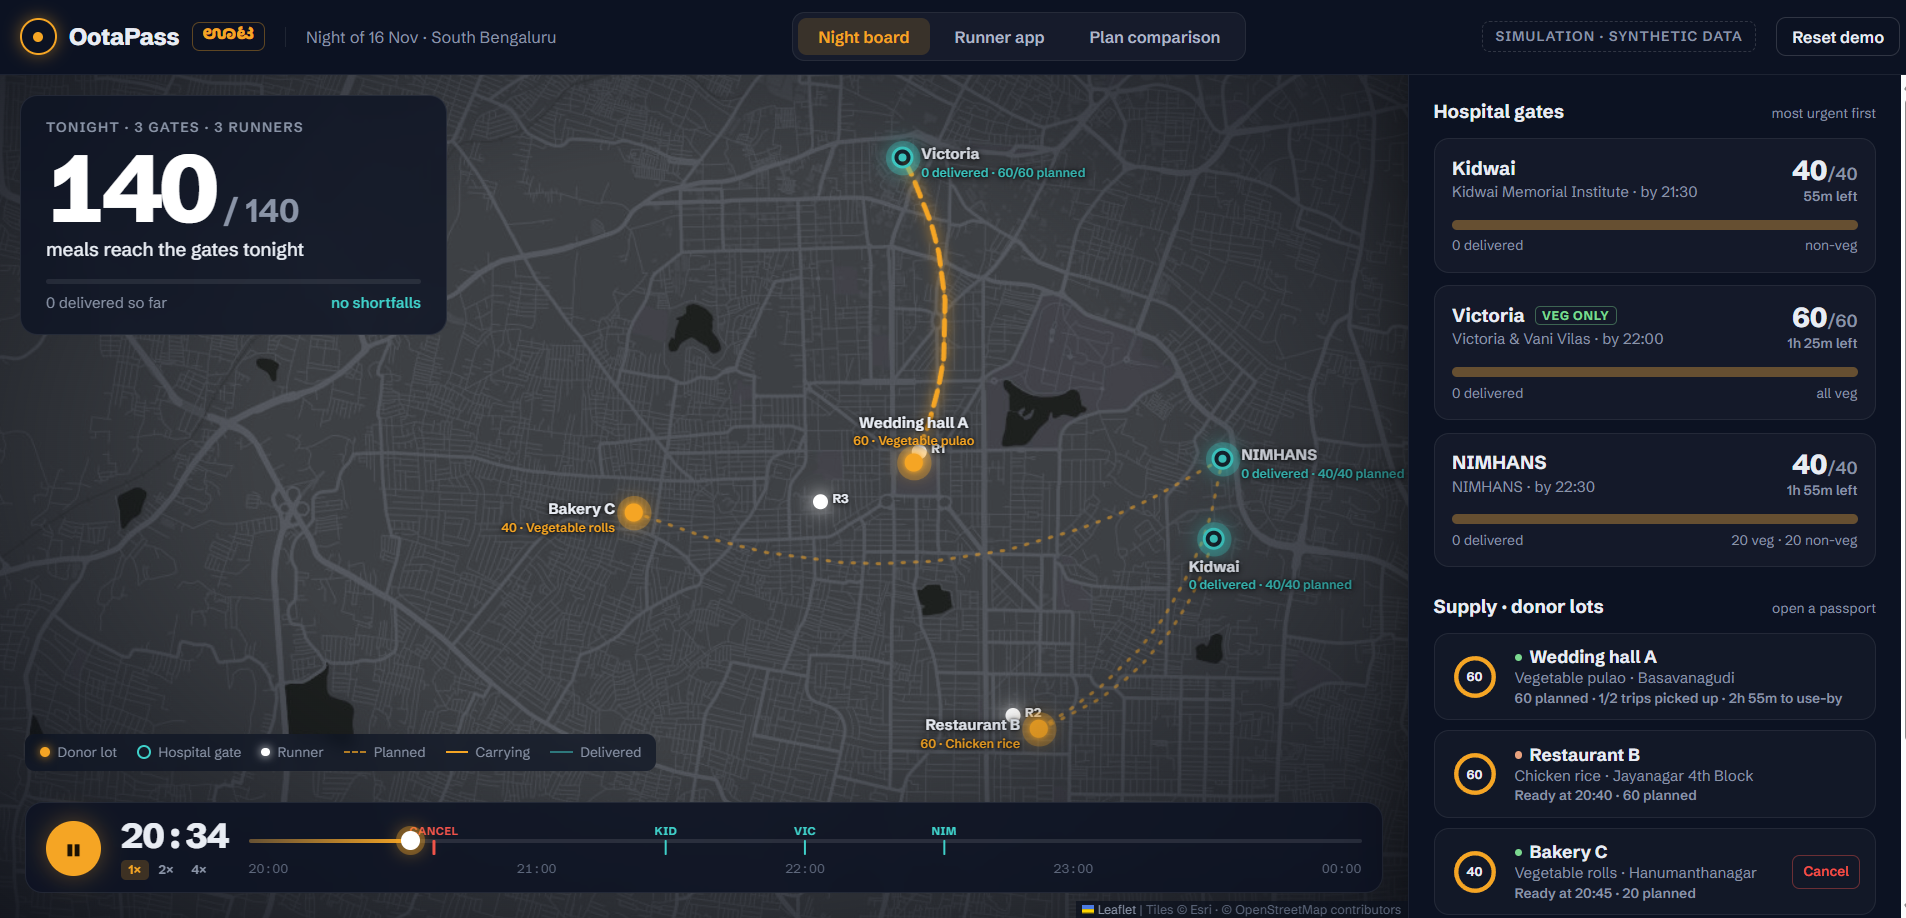 OotaPass ಊಟ Night of 16 Nov · South Bengaluru
Night board Runner app Plan comparison
SIMULATION · SYNTHETIC DATA Reset demo
TONIGHT · 3 GATES · 3 RUNNERS
140 / 140
meals reach the gates tonight
0 delivered so far no shortfalls
Victoria
0 delivered · 60/60 planned
Wedding hall A
60 · Vegetable pulao
R1
NIMHANS
0 delivered · 40/40 planned
R3
Bakery C
40 · Vegetable rolls
Kidwai
0 delivered · 40/40 planned
R2
Restaurant B
60 · Chicken rice
Donor lot Hospital gate Runner Planned Carrying Delivered
20:34
1× 2× 4×
CANCEL KID VIC NIM
20:00 21:00 22:00 23:00 00:00
Leaflet | Tiles © Esri · © OpenStreetMap contributors
Hospital gates most urgent first
Kidwai 40/40
Kidwai Memorial Institute · by 21:30 55m left
0 delivered non-veg
Victoria VEG ONLY 60/60
Victoria & Vani Vilas · by 22:00 1h 25m left
0 delivered all veg
NIMHANS 40/40
NIMHANS · by 22:30 1h 55m left
0 delivered 20 veg · 20 non-veg
Supply · donor lots open a passport
60 Wedding hall A
Vegetable pulao · Basavanagudi
60 planned · 1/2 trips picked up · 2h 55m to use-by
60 Restaurant B
Chicken rice · Jayanagar 4th Block
Ready at 20:40 · 60 planned
40 Bakery C
Vegetable rolls · Hanumanthanagar
Ready at 20:45 · 20 planned
Cancel